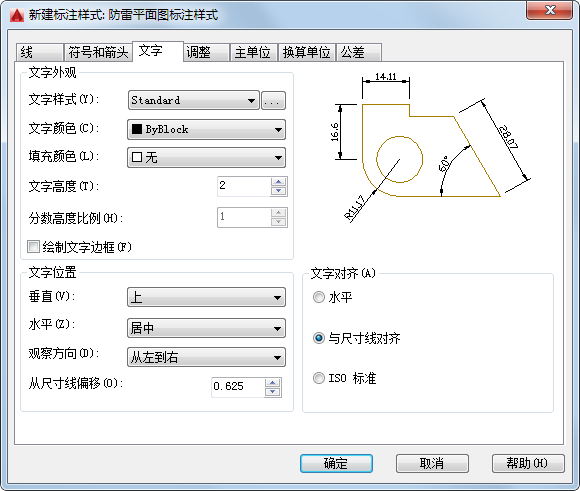 新建标注样式: 防雷平面图标注样式
线 符号和箭头 文字 调整 主单位 换算单位 公差
文字外观
文字样式(Y): Standard ...
文字颜色(C): ByBlock
填充颜色(L): 无
文字高度(T): 2
分数高度比例(H): 1
绘制文字边框(F)
14.11
16.6
28.07
60°
R11.17
文字位置
垂直(V): 上
水平(Z): 居中
观察方向(D): 从左到右
从尺寸线偏移(O): 0.625
文字对齐(A)
水平
与尺寸线对齐
ISO 标准
确定 取消 帮助(H)